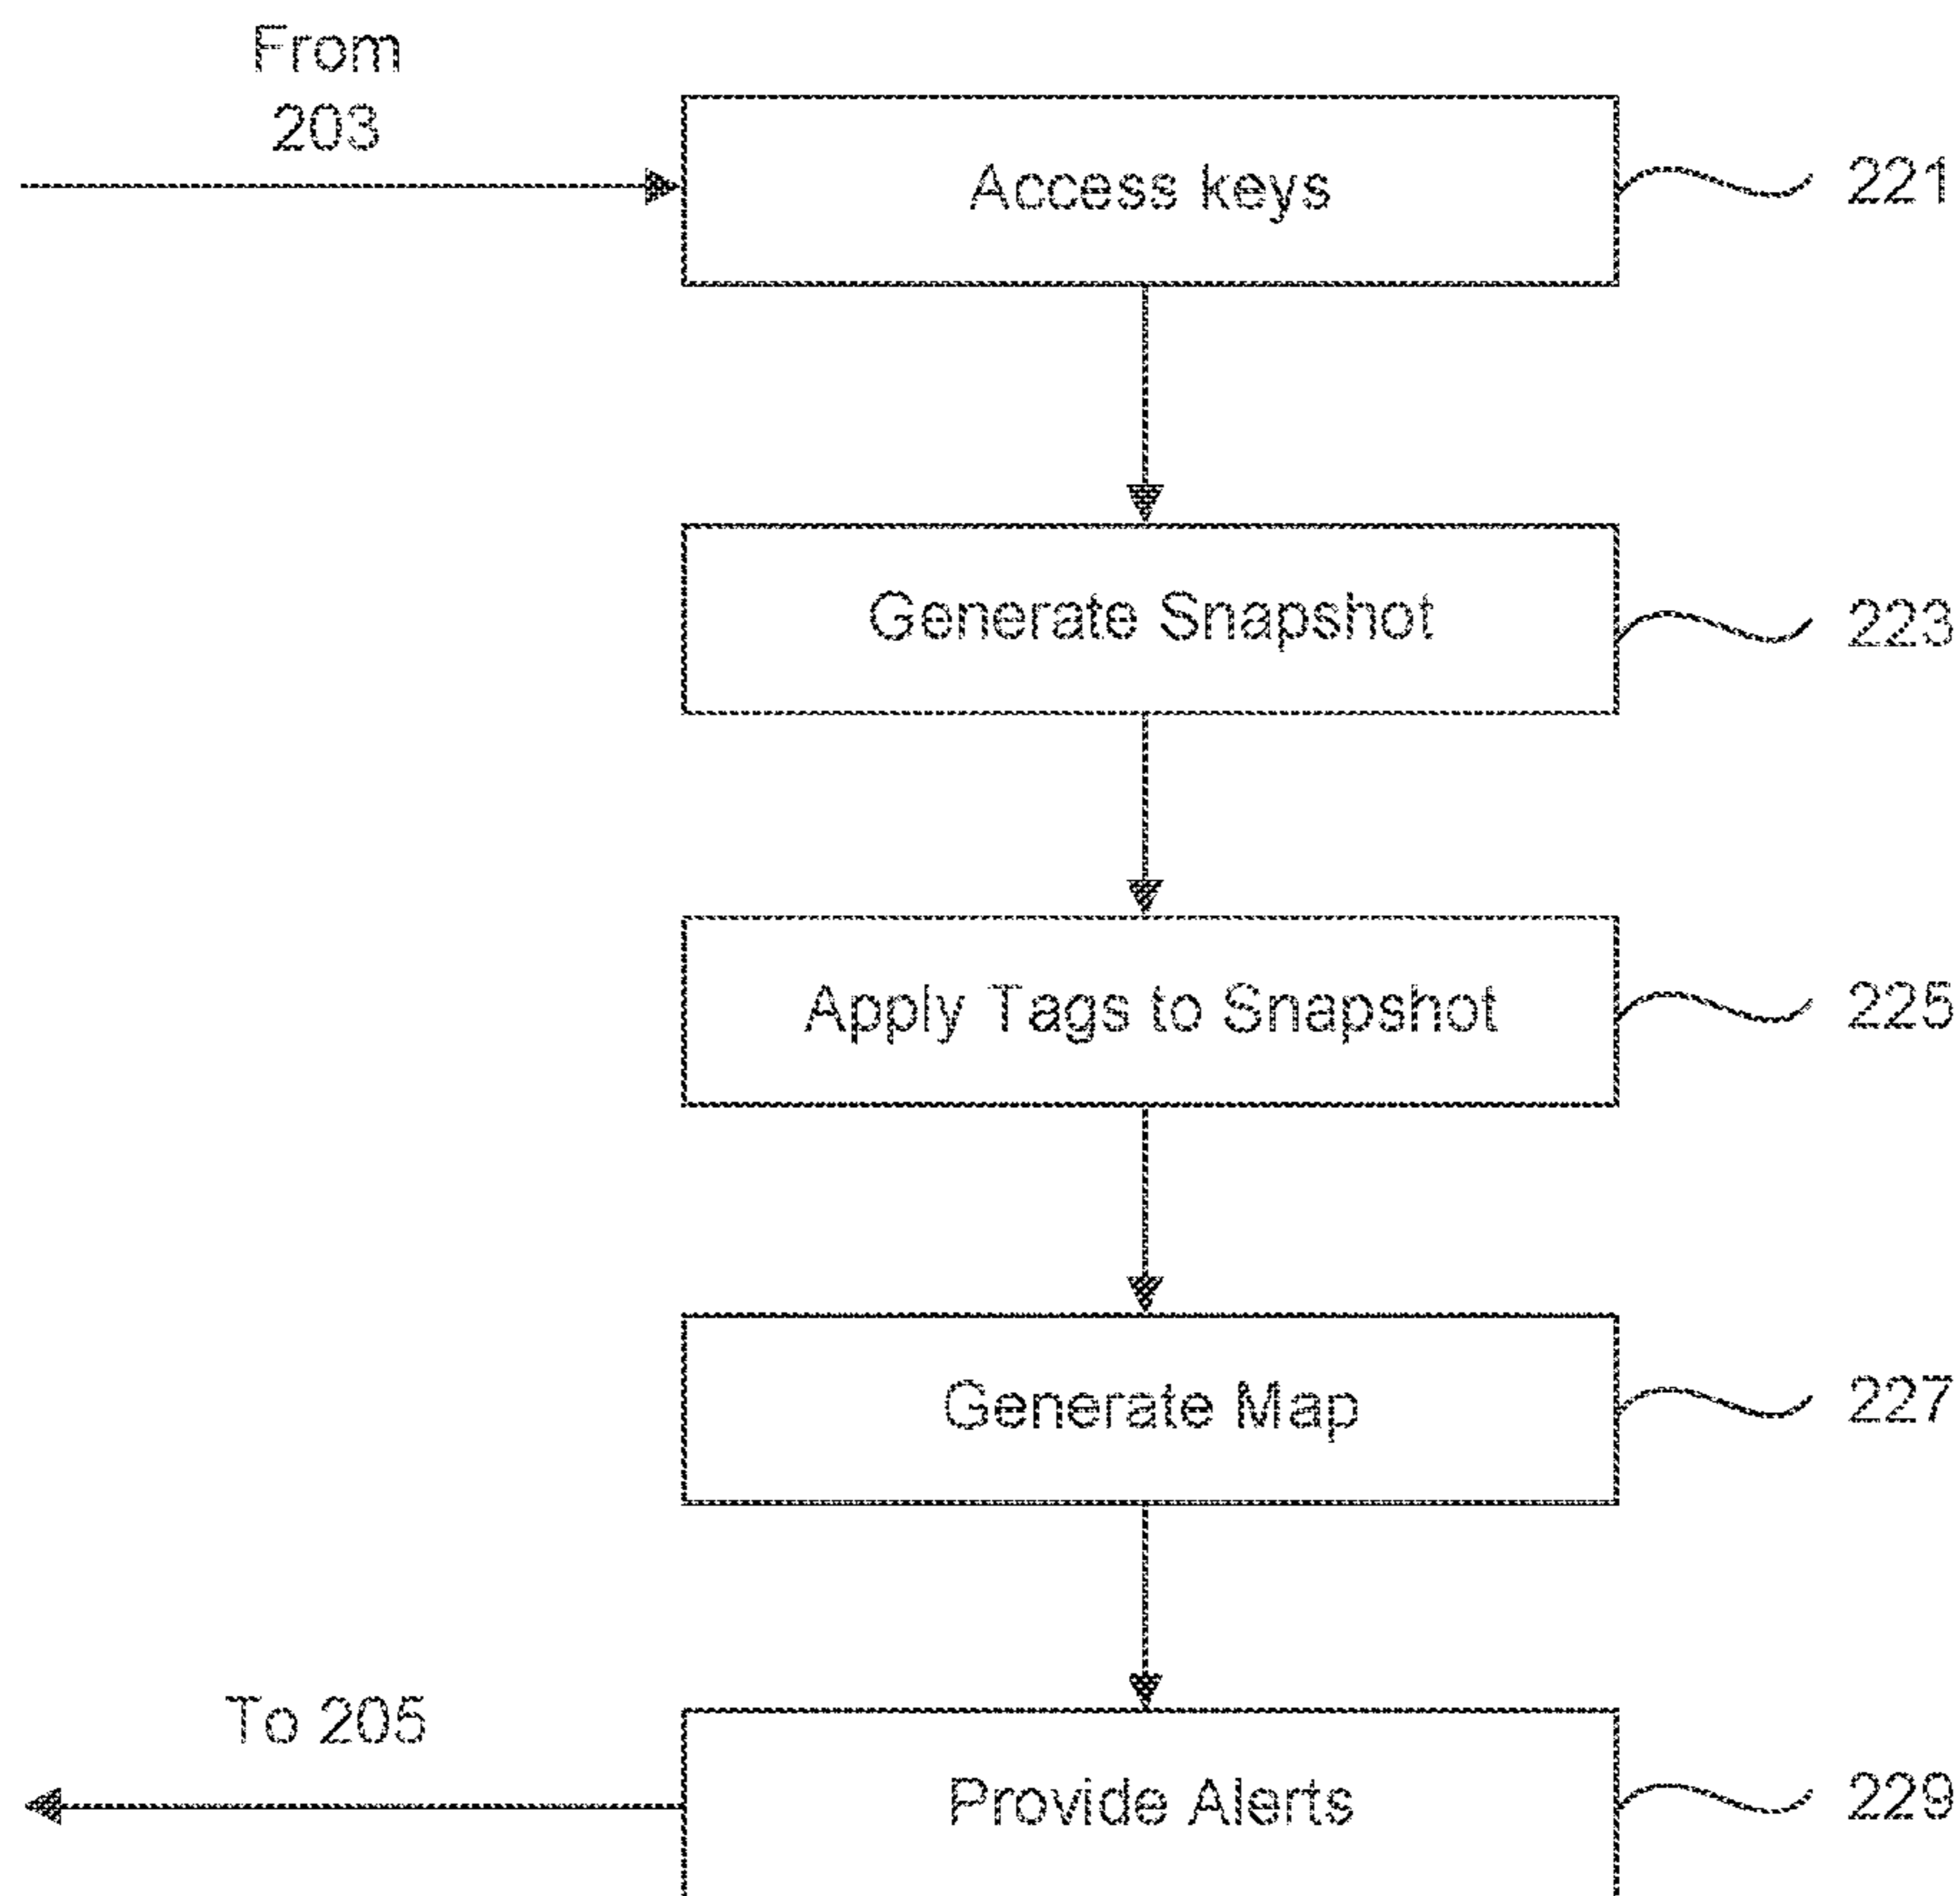 From
203
Access keys
221
Generate Snapshot
223
Apply Tags to Snapshot
225
Generate Map
227
To 205
Provide Alerts
229